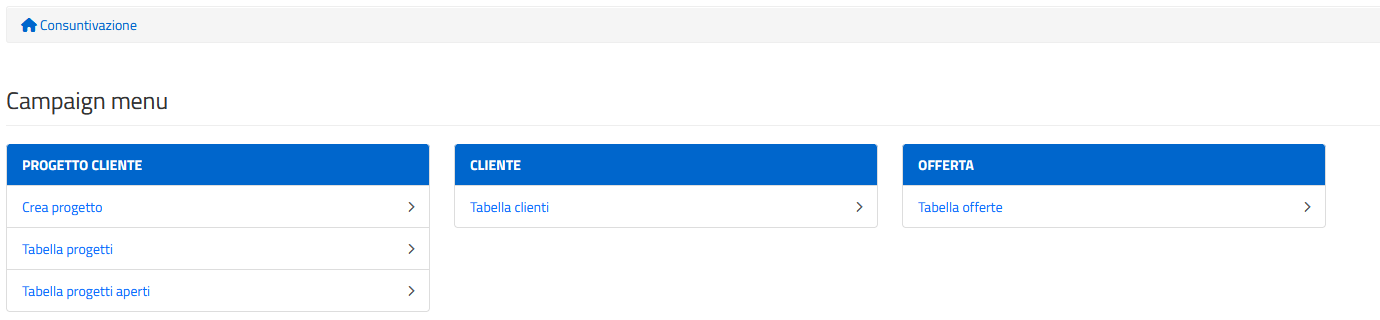 Consuntivazione
Campaign menu
PROGETTO CLIENTE
Crea progetto
Tabella progetti
Tabella progetti aperti
CLIENTE
Tabella clienti
OFFERTA
Tabella offerte